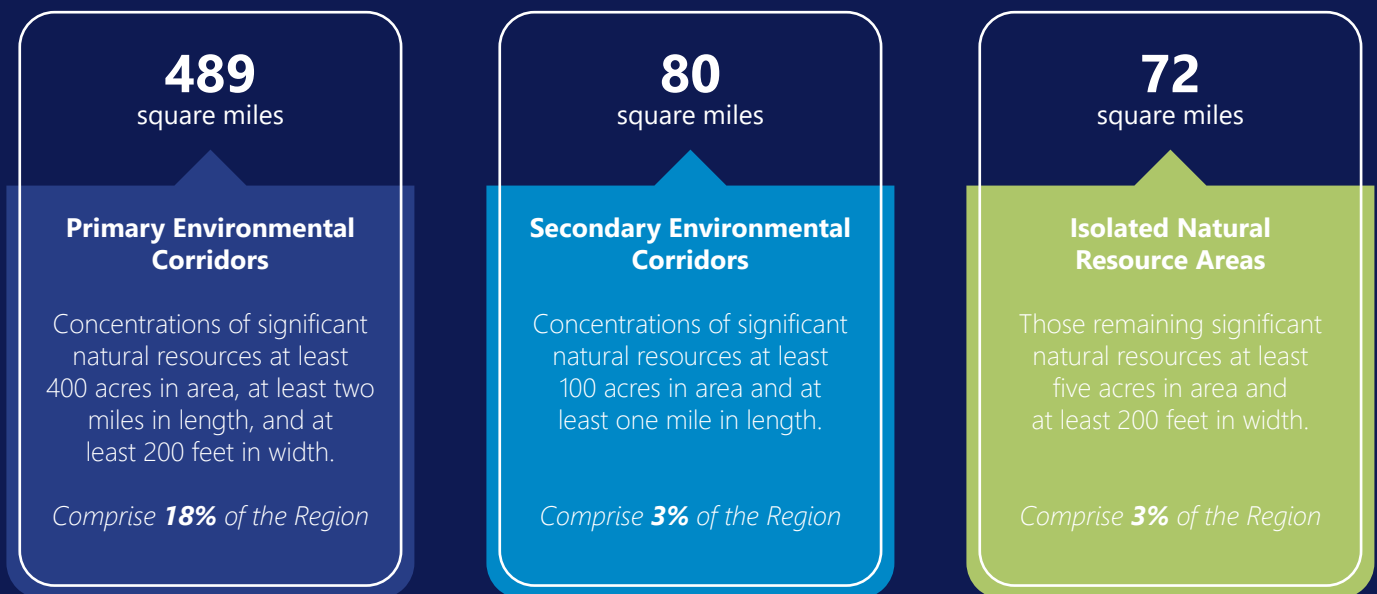 489
square miles
Primary Environmental
Corridors
Concentrations of significant
natural resources at least
400 acres in area, at least two
miles in length, and at
least 200 feet in width.
Comprise 18% of the Region
80
square miles
Secondary Environmental
Corridors
Concentrations of significant
natural resources at least
100 acres in area and at
least one mile in length.
Comprise 3% of the Region
72
square miles
Isolated Natural
Resource Areas
Those remaining significant
natural resources at least
five acres in area and
at least 200 feet in width.
Comprise 3% of the Region